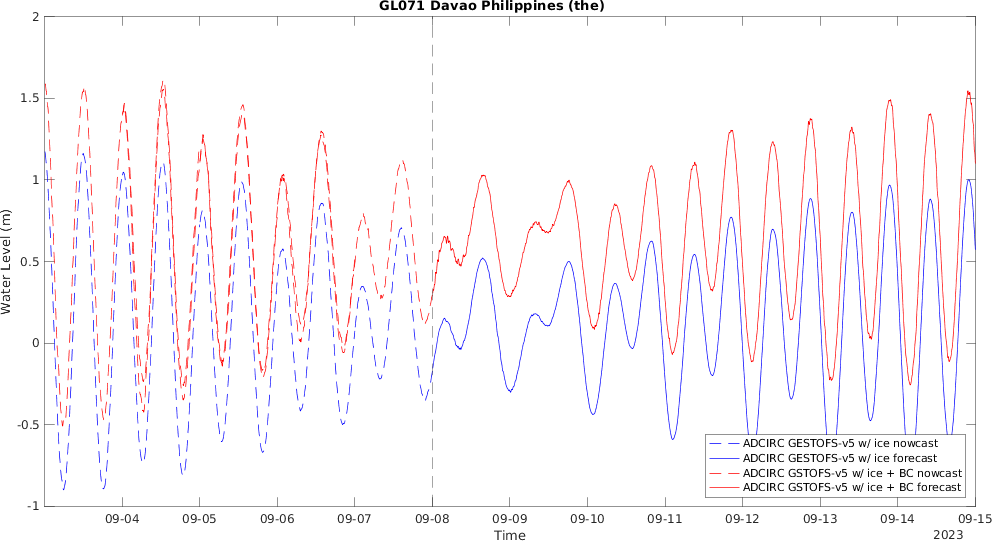 GL071 Davao Philippines (the)
2
1.5
1
0.5
0
-0.5
-1
Water Level (m)
ADCIRC GESTOFS-v5 w/ ice nowcast
ADCIRC GESTOFS-v5 w/ ice forecast
ADCIRC GSTOFS-v5 w/ ice + BC nowcast
ADCIRC GSTOFS-v5 w/ ice + BC forecast
09-04 09-05 09-06 09-07 09-08 09-09 09-10 09-11 09-12 09-13 09-14 09-15
Time
2023